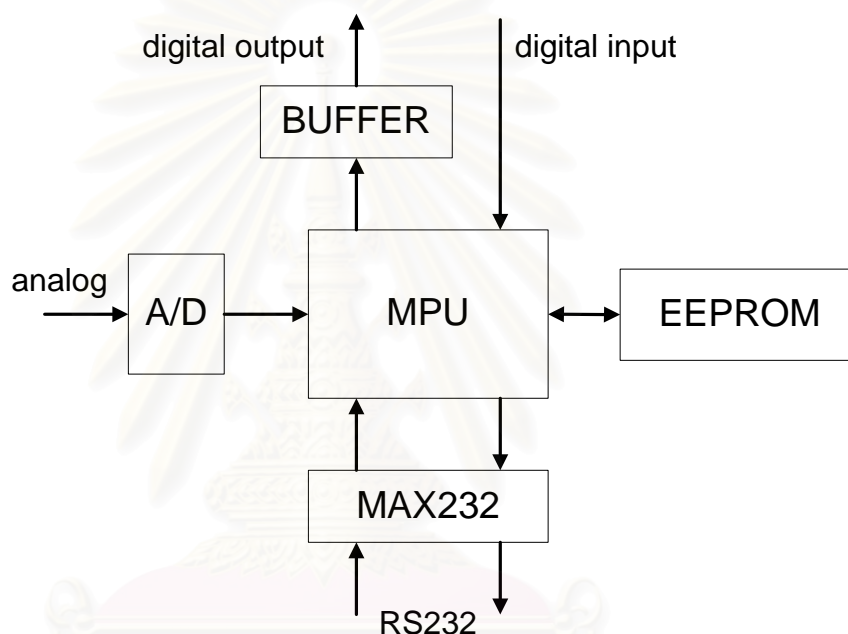 digital output
digital input
BUFFER
analog
A/D
MPU
EEPROM
MAX232
RS232